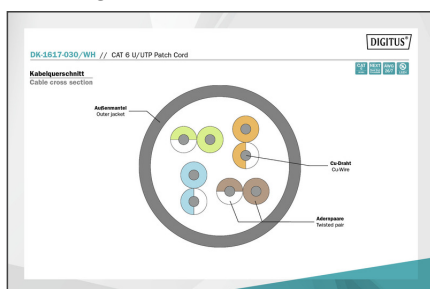 DIGITUS®
DK-1617-030/WH // CAT 6 U/UTP Patch Cord
Kabelquerschnitt
Cable cross section
Außenmantel
Outer jacket
Cu-Draht
Cu-Wire
Adernpaare
Twisted pair